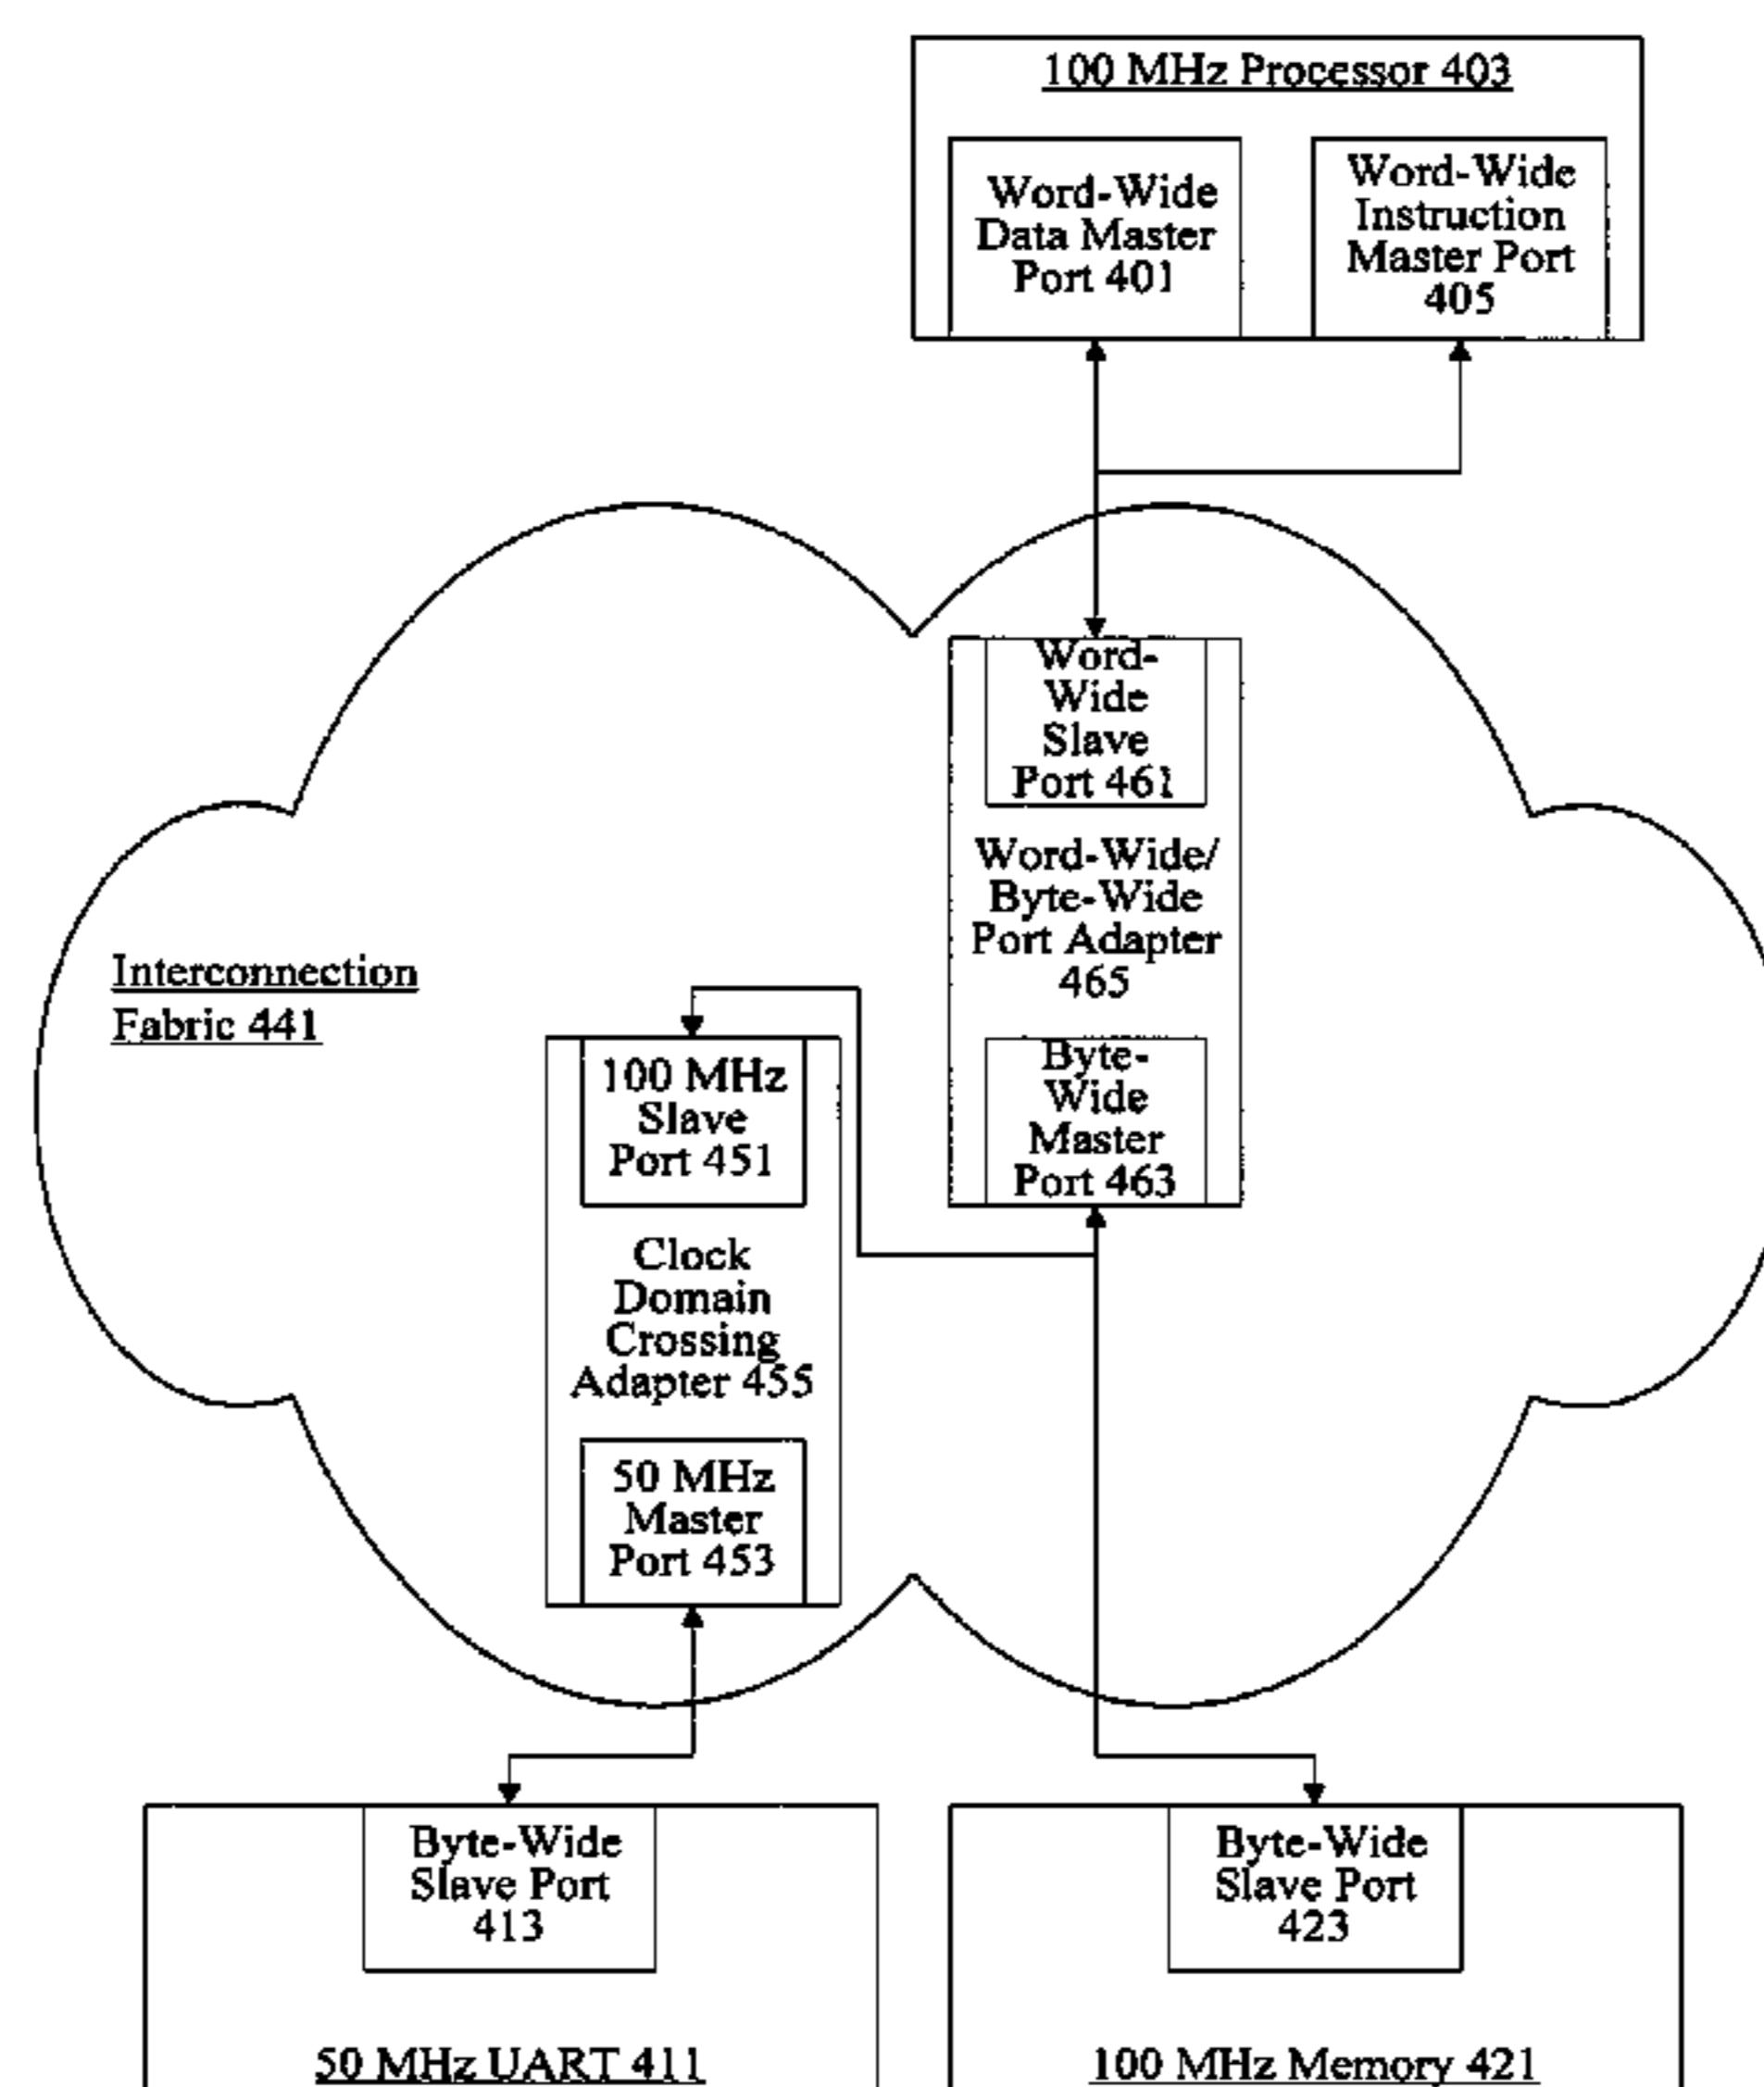 100 MHz Processor 403
Word-Wide
Data Master
Port 401
Word-Wide
Instruction
Master Port
405
Word-
Wide
Slave
Port 461
Word-Wide/
Byte-Wide
Port Adapter
465
Byte-
Wide
Master
Port 463
Interconnection
Fabric 441
100 MHz
Slave
Port 451
Clock
Domain
Crossing
Adapter 455
50 MHz
Master
Port 453
Byte-Wide
Slave Port
413
50 MHz UART 411
Byte-Wide
Slave Port
423
100 MHz Memory 421